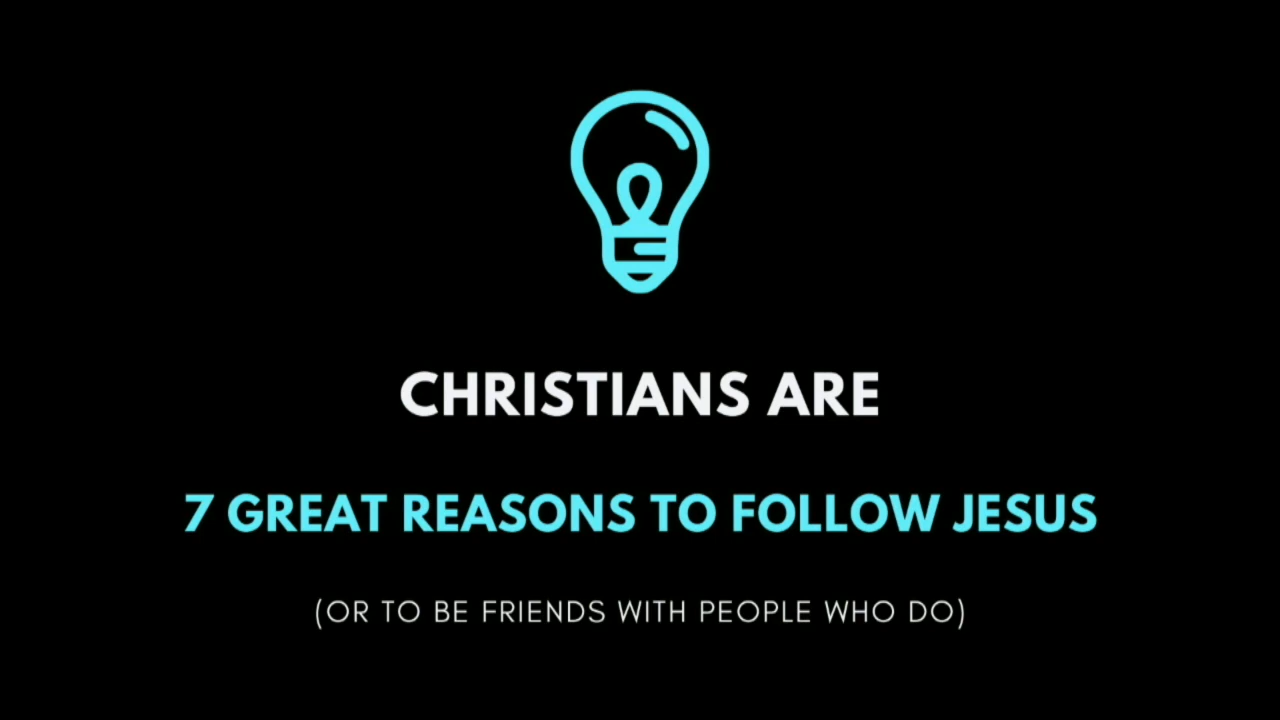 CHRISTIANS ARE
7 GREAT REASONS TO FOLLOW JESUS
(OR TO BE FRIENDS WITH PEOPLE WHO DO)